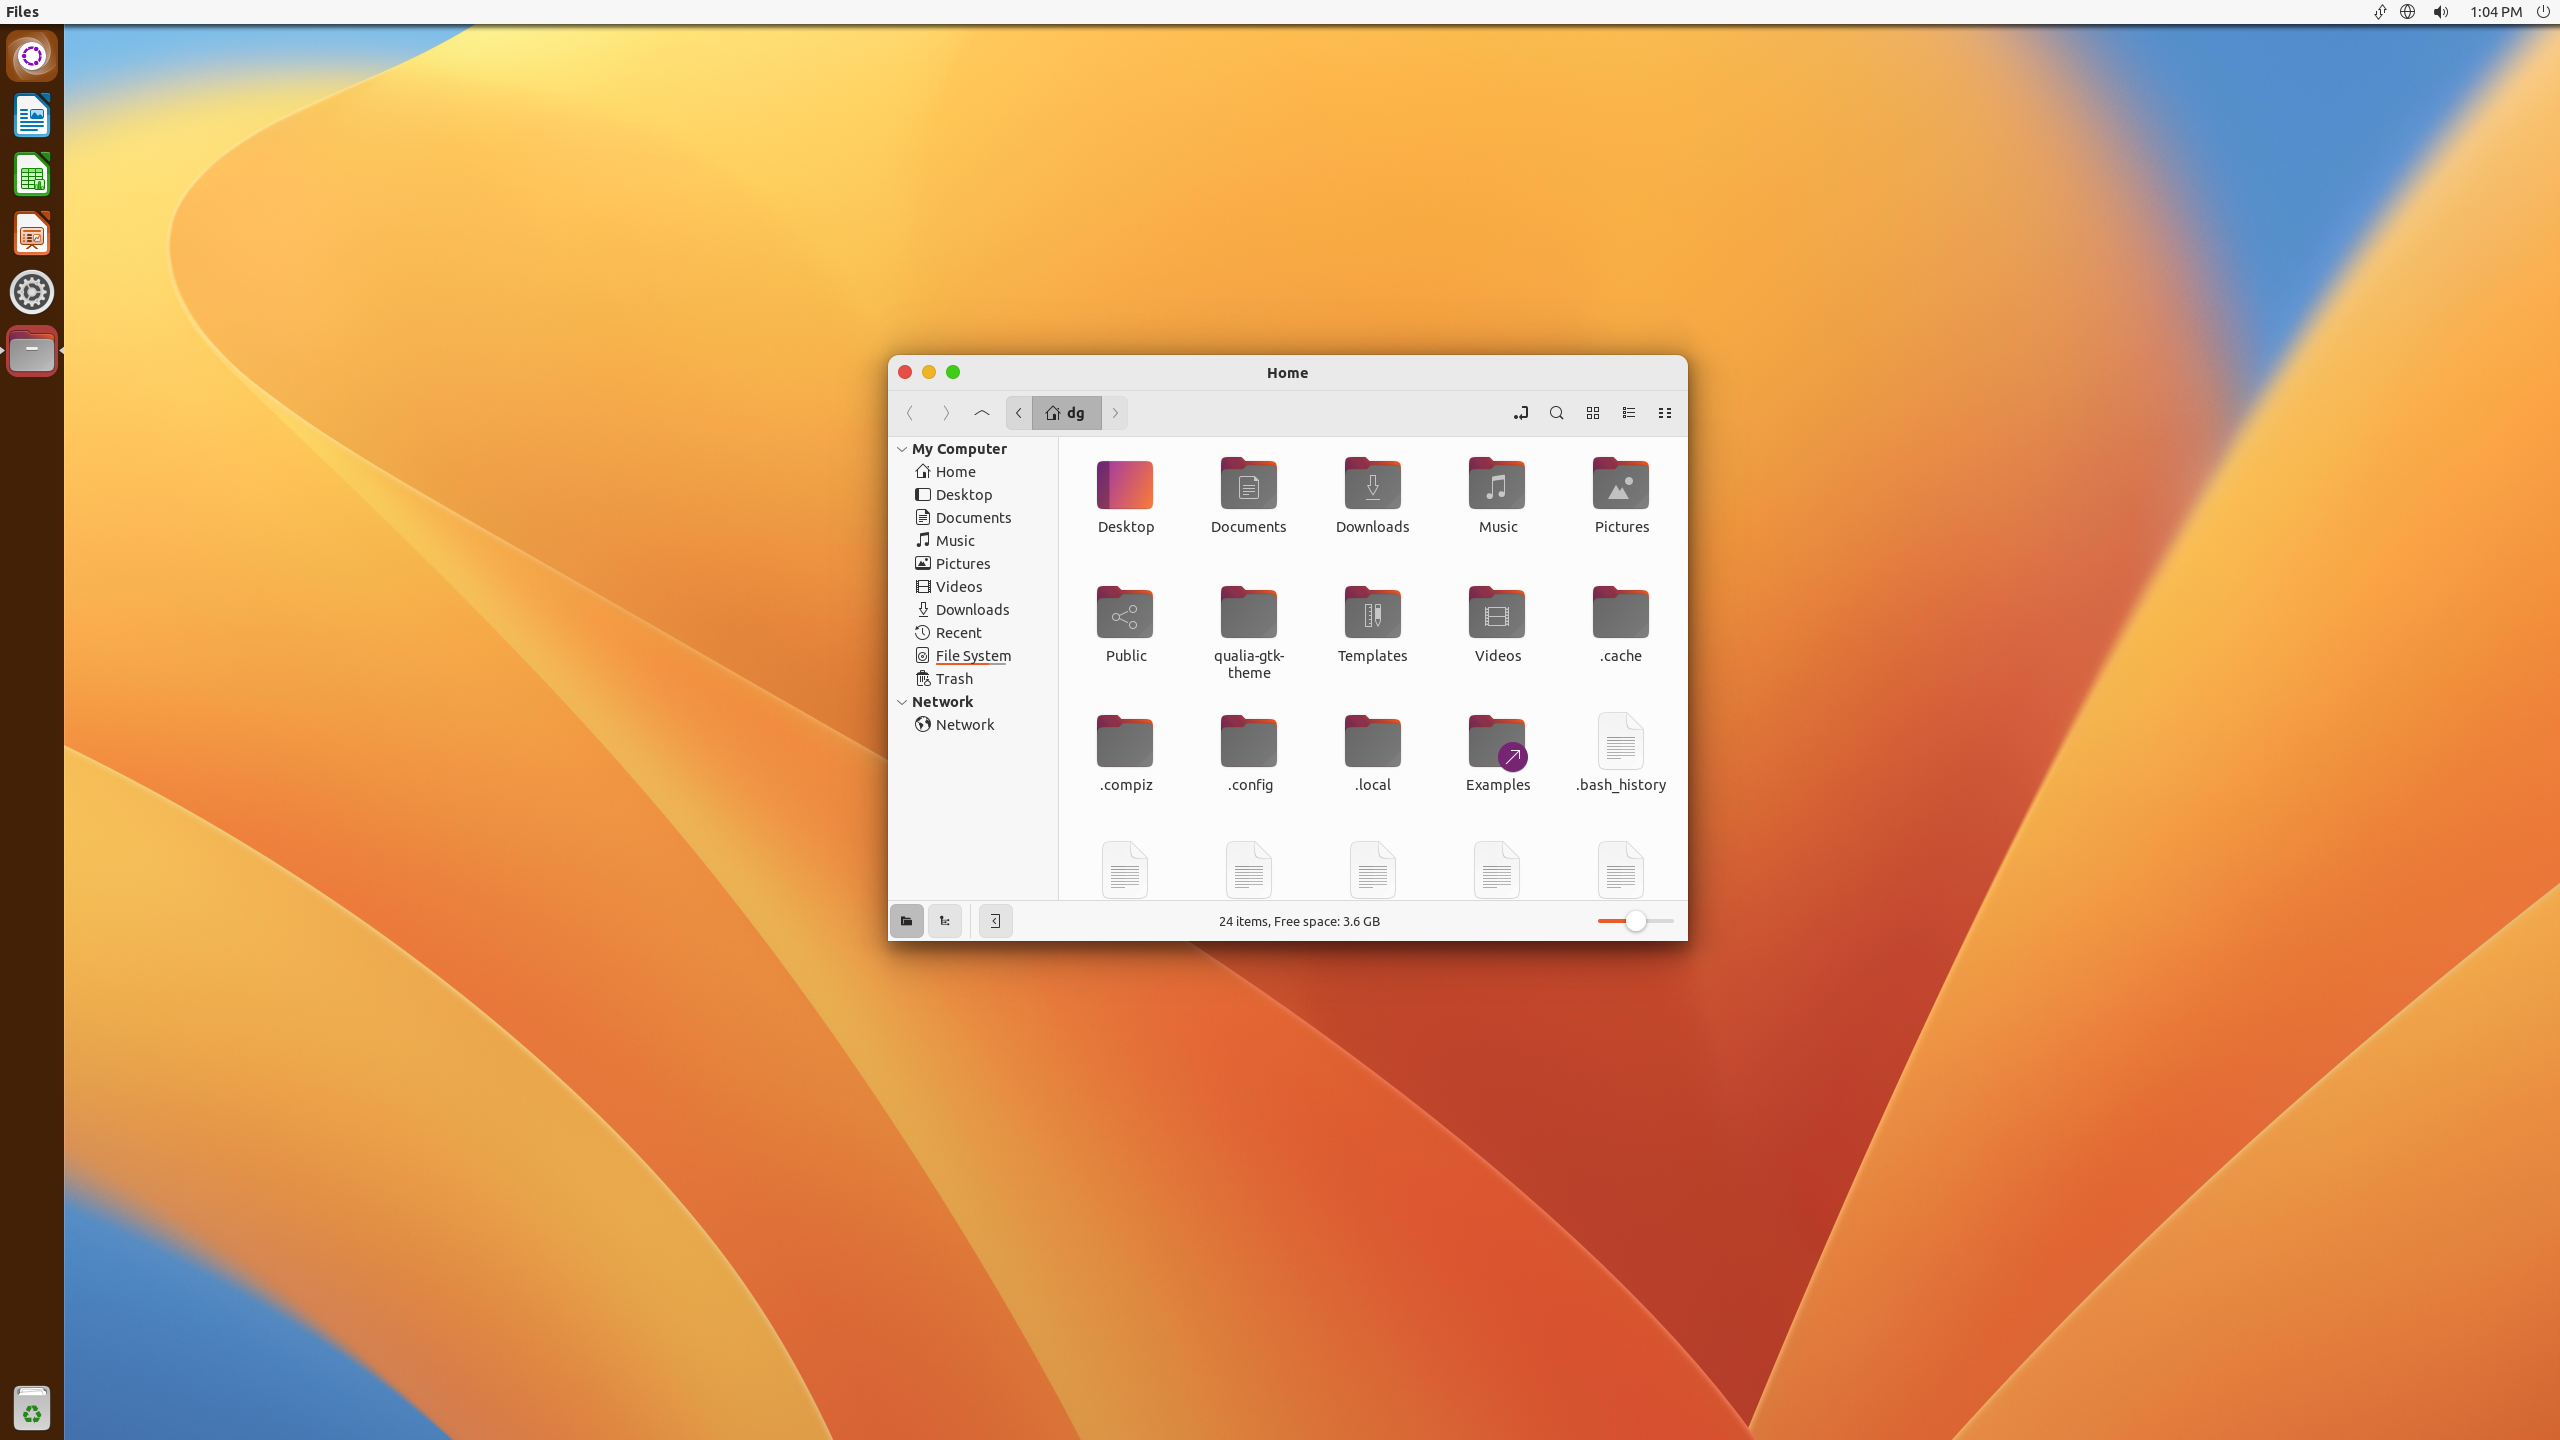 Files
1:04 PM
Home
dg
My Computer
Home
Desktop
Documents
Music
Pictures
Videos
Downloads
Recent
File System
Trash
Network
Network
Desktop
Documents
Downloads
Music
Pictures
Public
qualia-gtk-
theme
Templates
Videos
.cache
.compiz
.config
.local
Examples
.bash_history
24 items, Free space: 3.6 GB